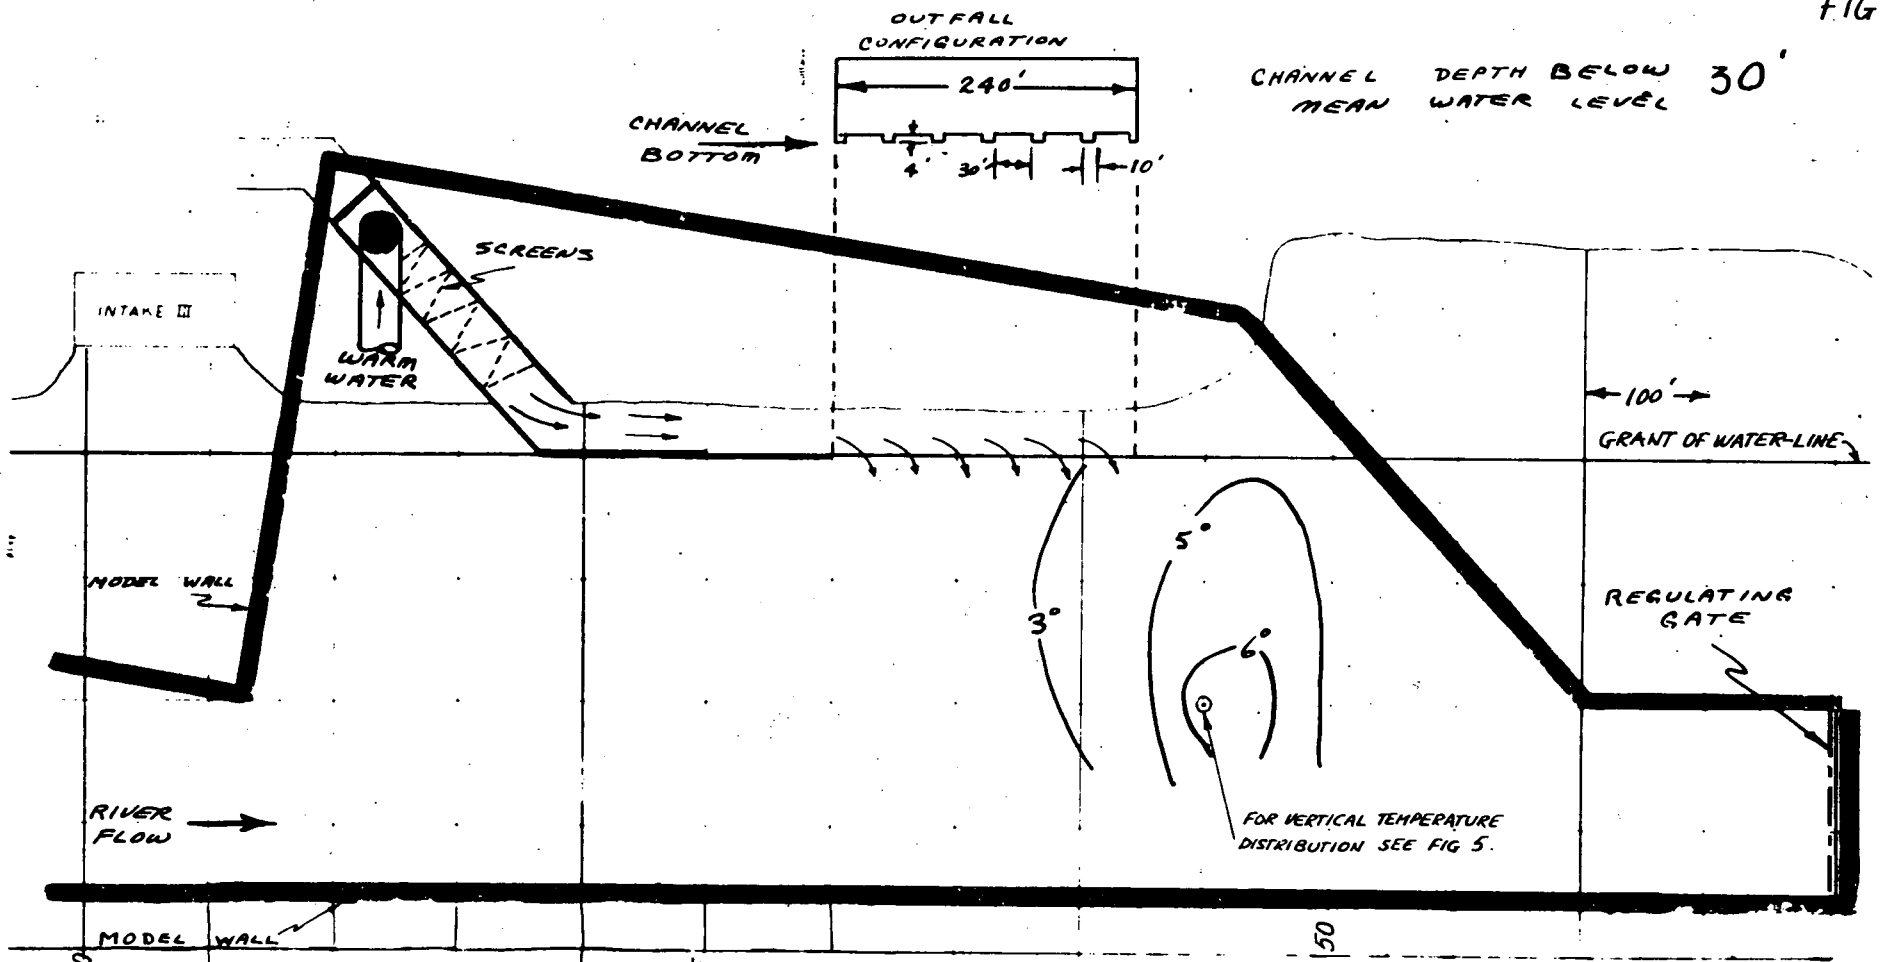 FIG
OUTFALL
CONFIGURATION
240'
CHANNEL DEPTH BELOW 30'
MEAN WATER LEVEL
CHANNEL
BOTTOM
4'
30'
10'
SCREENS
INTAKE III
WARM
WATER
100'
GRANT OF WATER-LINE
5°
3°
6°
MODEL WALL
REGULATING
GATE
RIVER
FLOW
FOR VERTICAL TEMPERATURE
DISTRIBUTION SEE FIG 5.
MODEL WALL
50